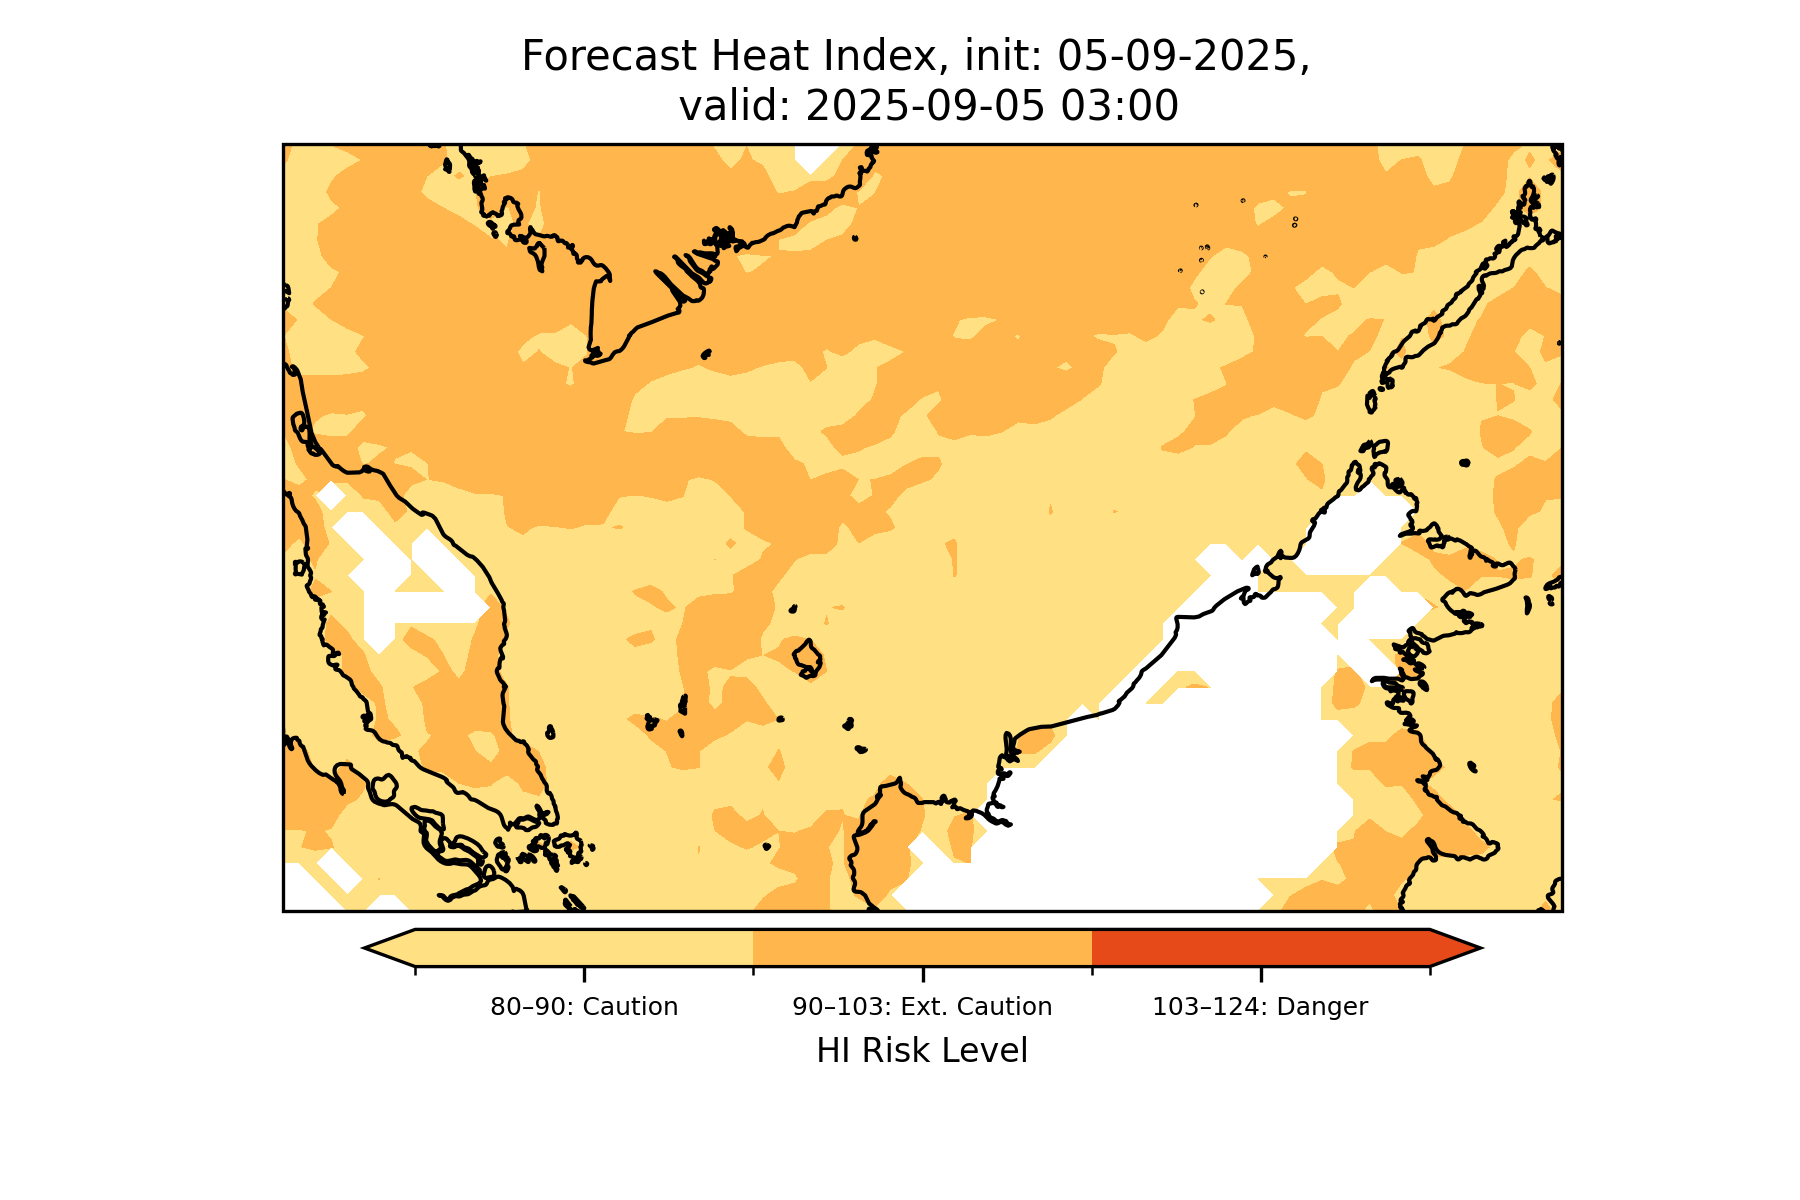 Forecast Heat Index, init: 05-09-2025,
valid: 2025-09-05 03:00
80–90: Caution
90–103: Ext. Caution
103–124: Danger
HI Risk Level